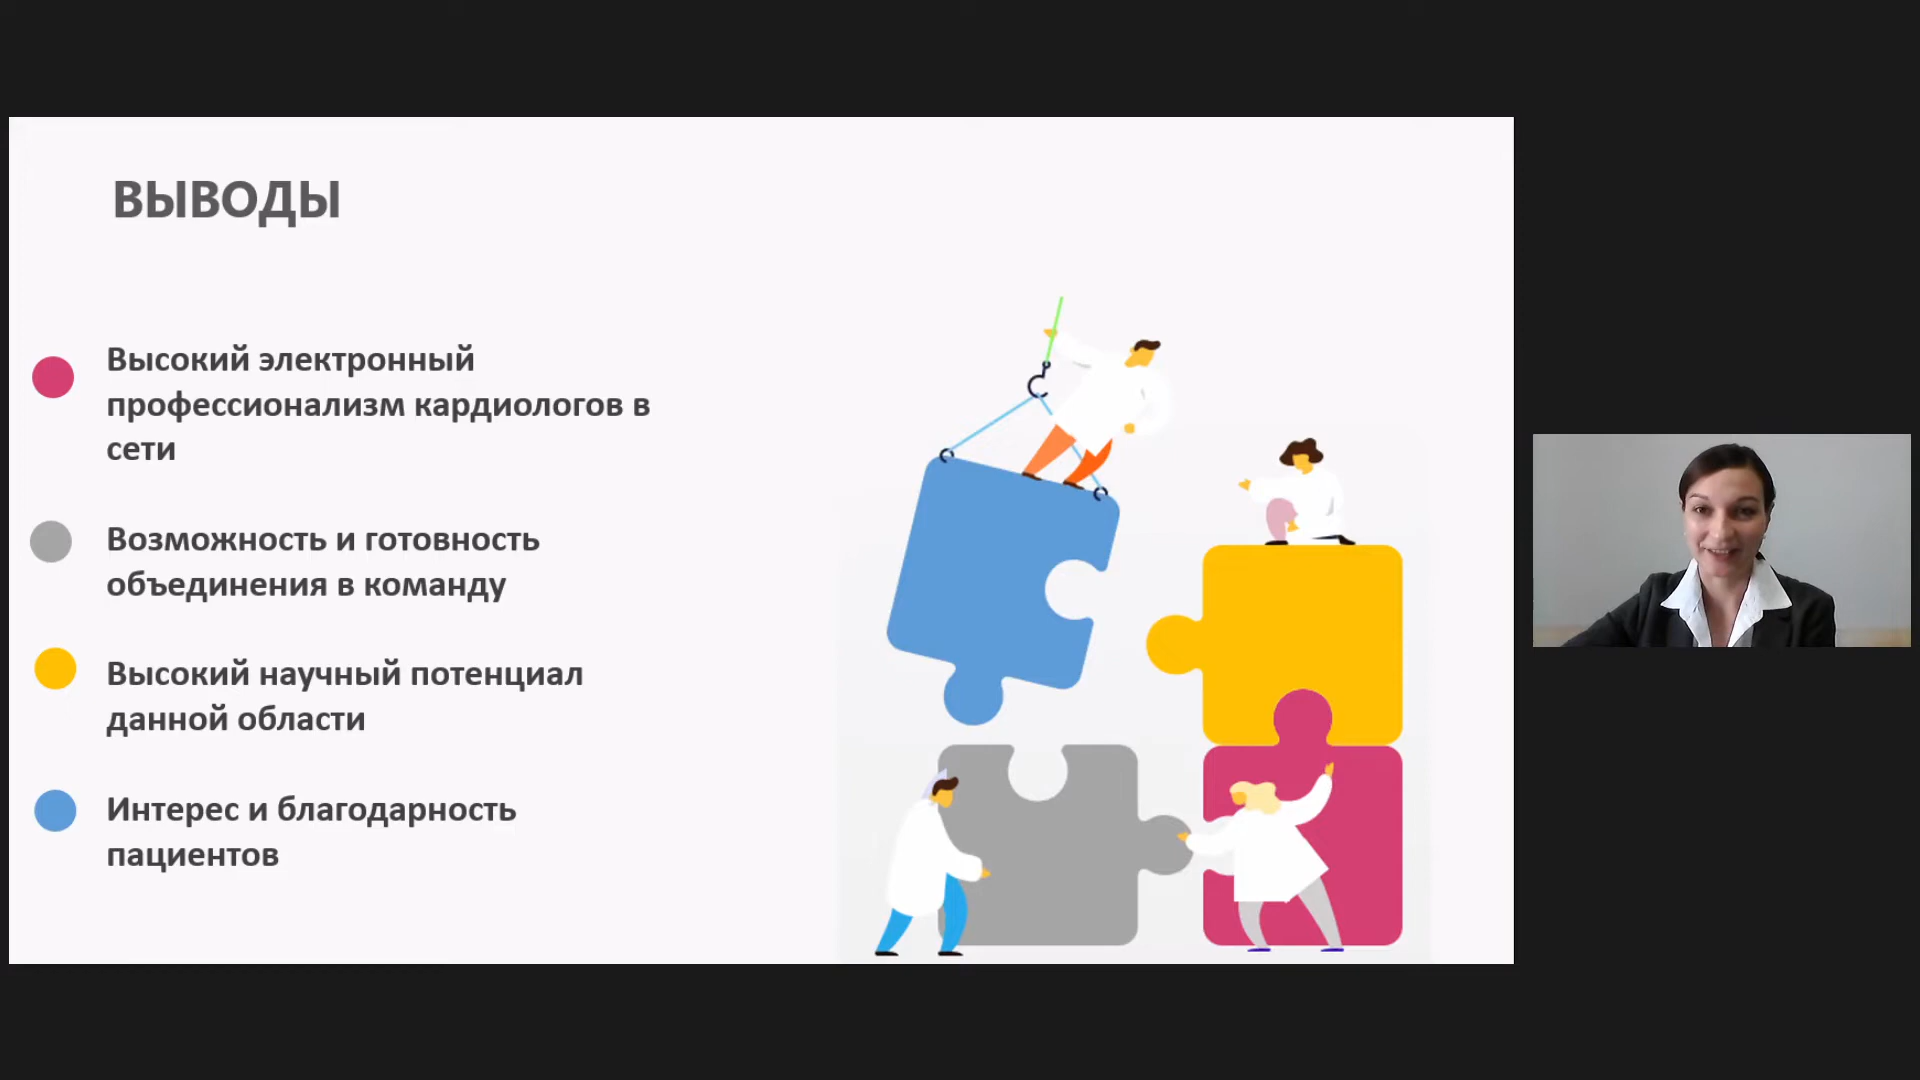 ВЫВОДЫ
Высокий электронный
профессионализм кардиологов в
сети
Возможность и готовность
объединения в команду
Высокий научный потенциал
данной области
Интерес и благодарность
пациентов